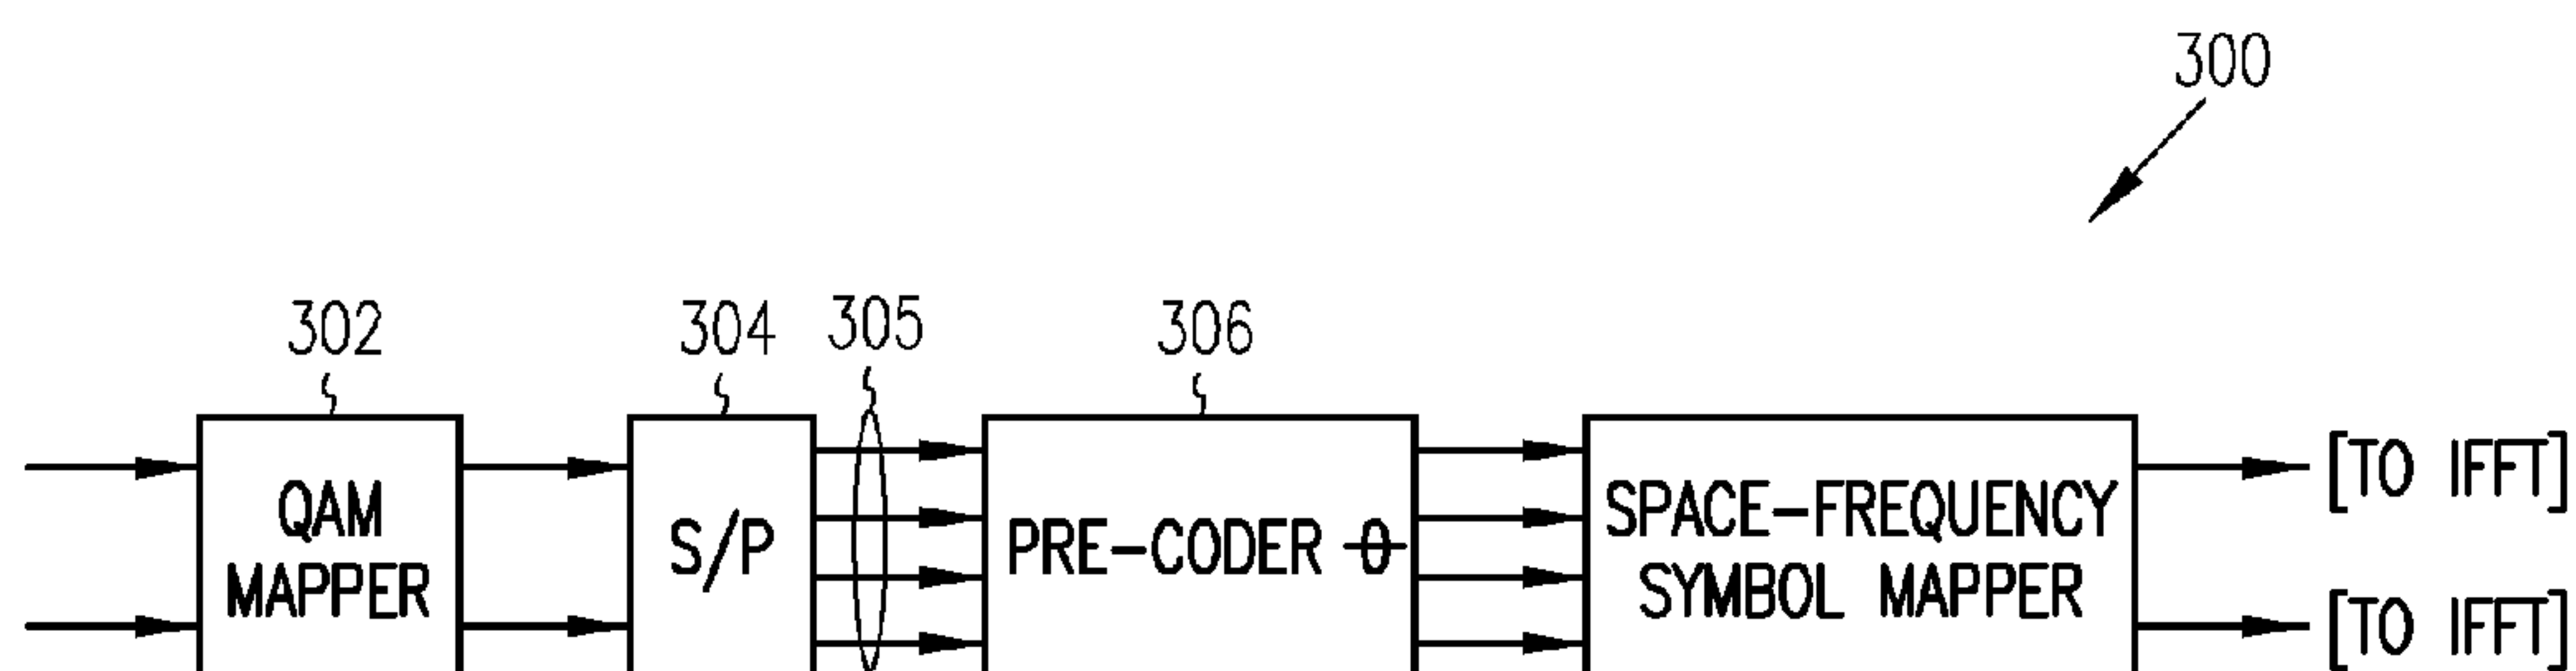 300
302
304
305
306
QAM
MAPPER
S/P
PRE-CODER Θ
SPACE-FREQUENCY
SYMBOL MAPPER
[TO IFFT]
[TO IFFT]